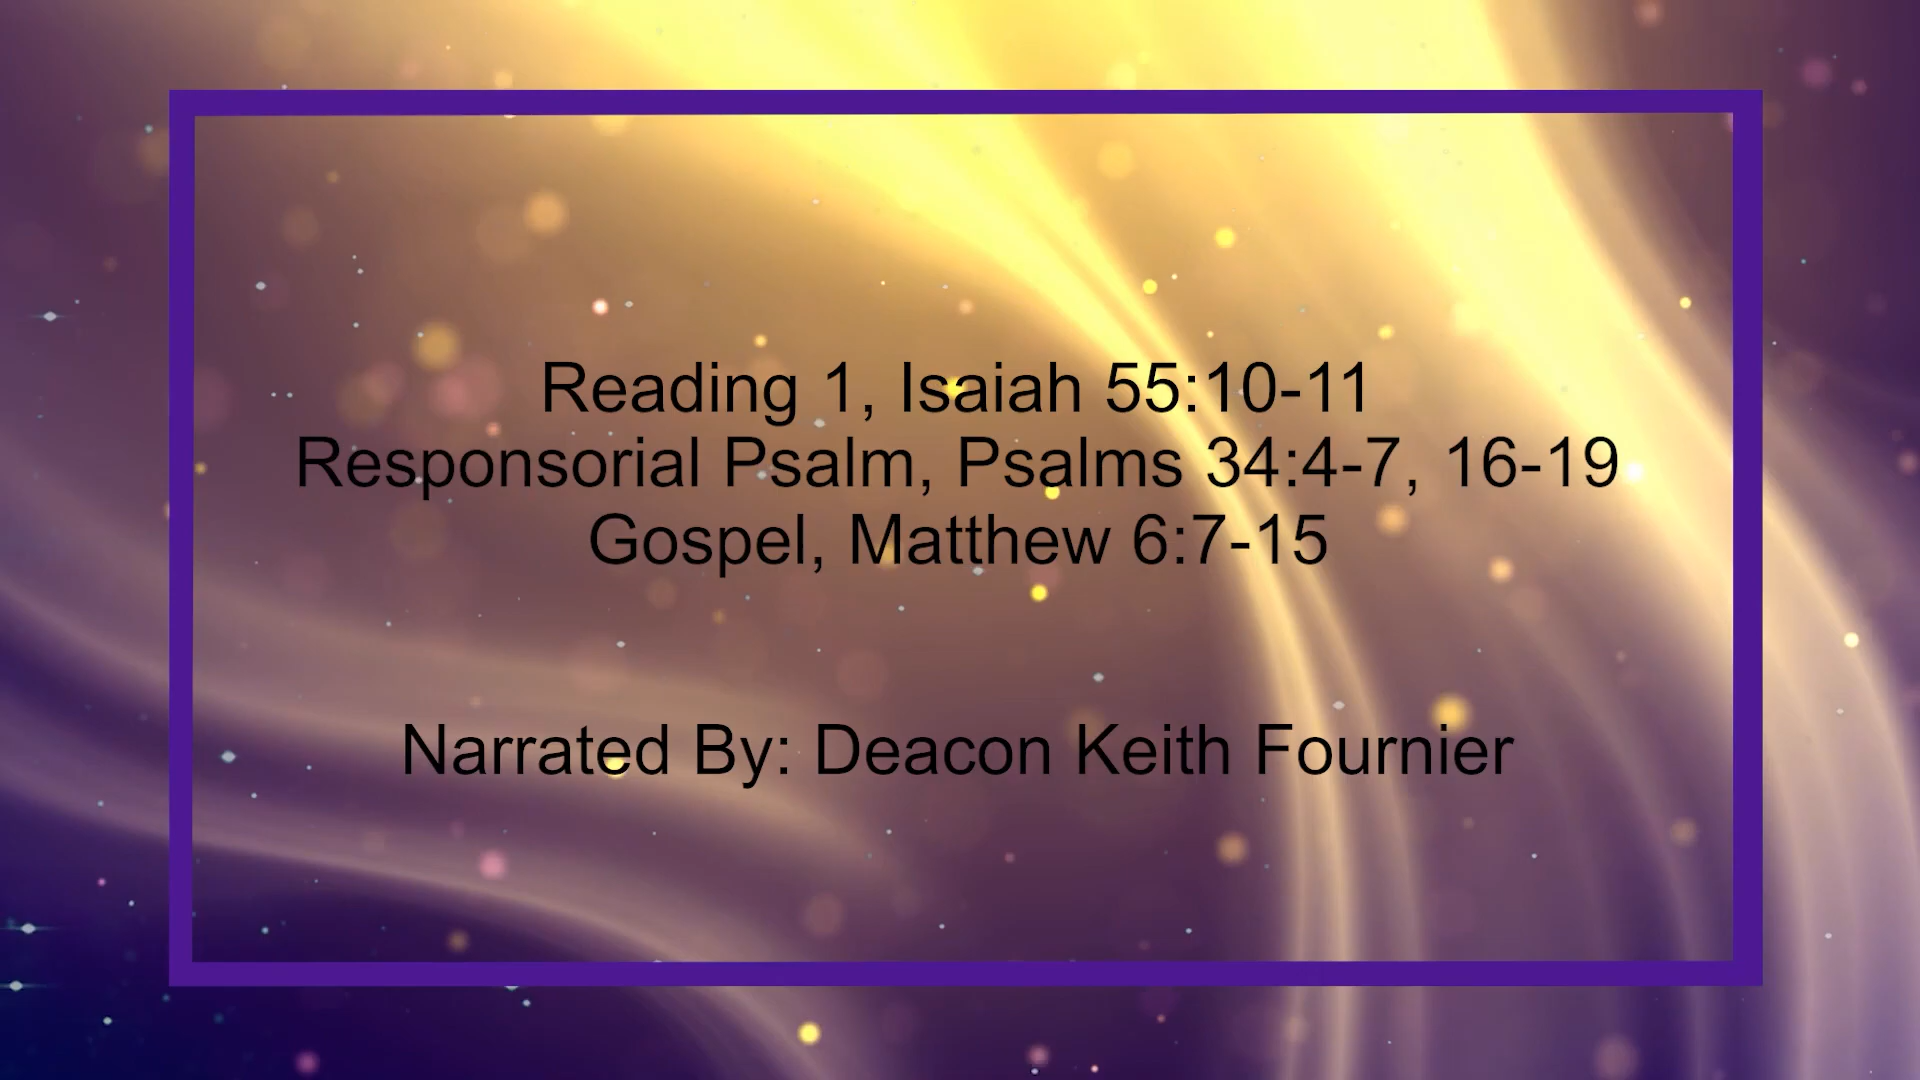 Reading 1, Isaiah 55:10-11
Responsorial Psalm, Psalms 34:4-7, 16-19
Gospel, Matthew 6:7-15
Narrated By: Deacon Keith Fournier